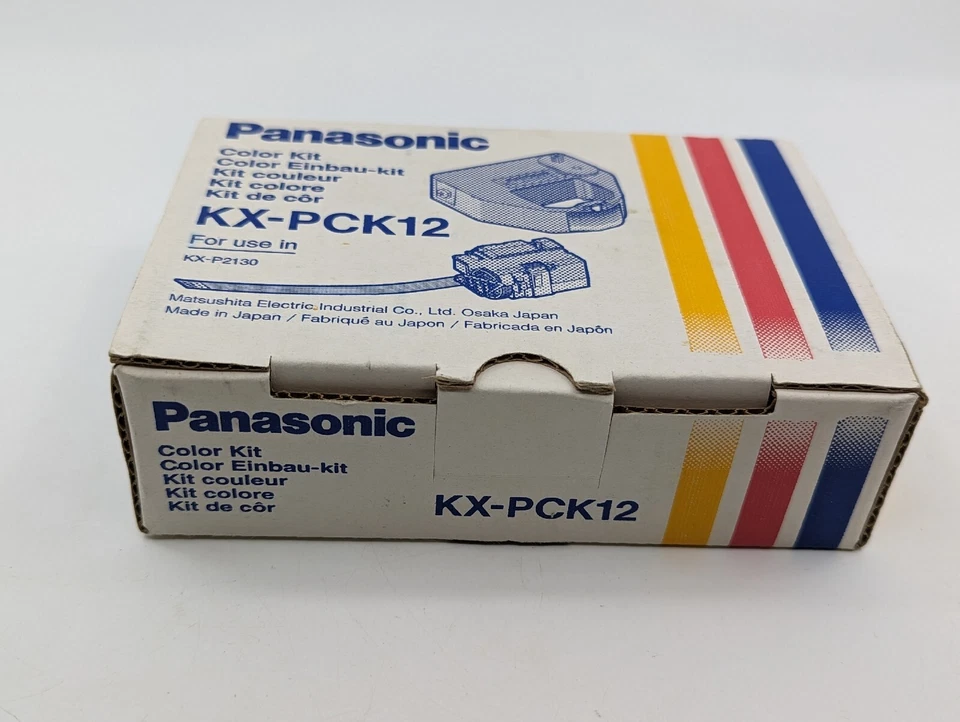 Panasonic
Color Kit
Color Einbau-kit
Kit couleur
Kit colore
Kit de côr
KX-PCK12
For use in
KX-P2130
Matsushita Electric Industrial Co., Ltd. Osaka Japan
Made in Japan / Fabriqué au Japon / Fabricada en Japôn
Panasonic
Color Kit
Color Einbau-kit
Kit couleur
Kit colore
Kit de côr
KX-PCK12